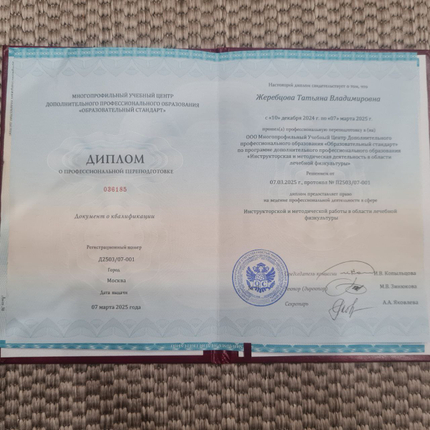 МНОГОПРОФИЛЬНЫЙ УЧЕБНЫЙ ЦЕНТР
ДОПОЛНИТЕЛЬНОГО ПРОФЕССИОНАЛЬНОГО ОБРАЗОВАНИЯ
«ОБРАЗОВАТЕЛЬНЫЙ СТАНДАРТ»
ДИПЛОМ
О ПРОФЕССИОНАЛЬНОЙ ПЕРЕПОДГОТОВКЕ
Документ о квалификации
Регистрационный номер
Д2503/07-001
Город
Москва
Дата выдачи
07 марта 2025 года
Настоящий диплом свидетельствует о том, что
Жеребцова Татьяна Владимировна
с «10» декабря 2024 г. по «07» марта 2025 г.
прошел(а) профессиональную переподготовку в (на)
ООО Многопрофильный Учебный Центр Дополнительного
профессионального образования «Образовательный стандарт»
по программе дополнительного профессионального образования
«Инструкторская и методическая деятельность в области
лечебной физкультуры»
Решением от
07.03.2025 г., протокол № П2503/07-001
диплом предоставляет право
на ведение профессиональной деятельности в сфере
Инструкторской и методической работы в области лечебной
физкультуры
Председатель комиссии
М.В.
Секретарь
А.А.